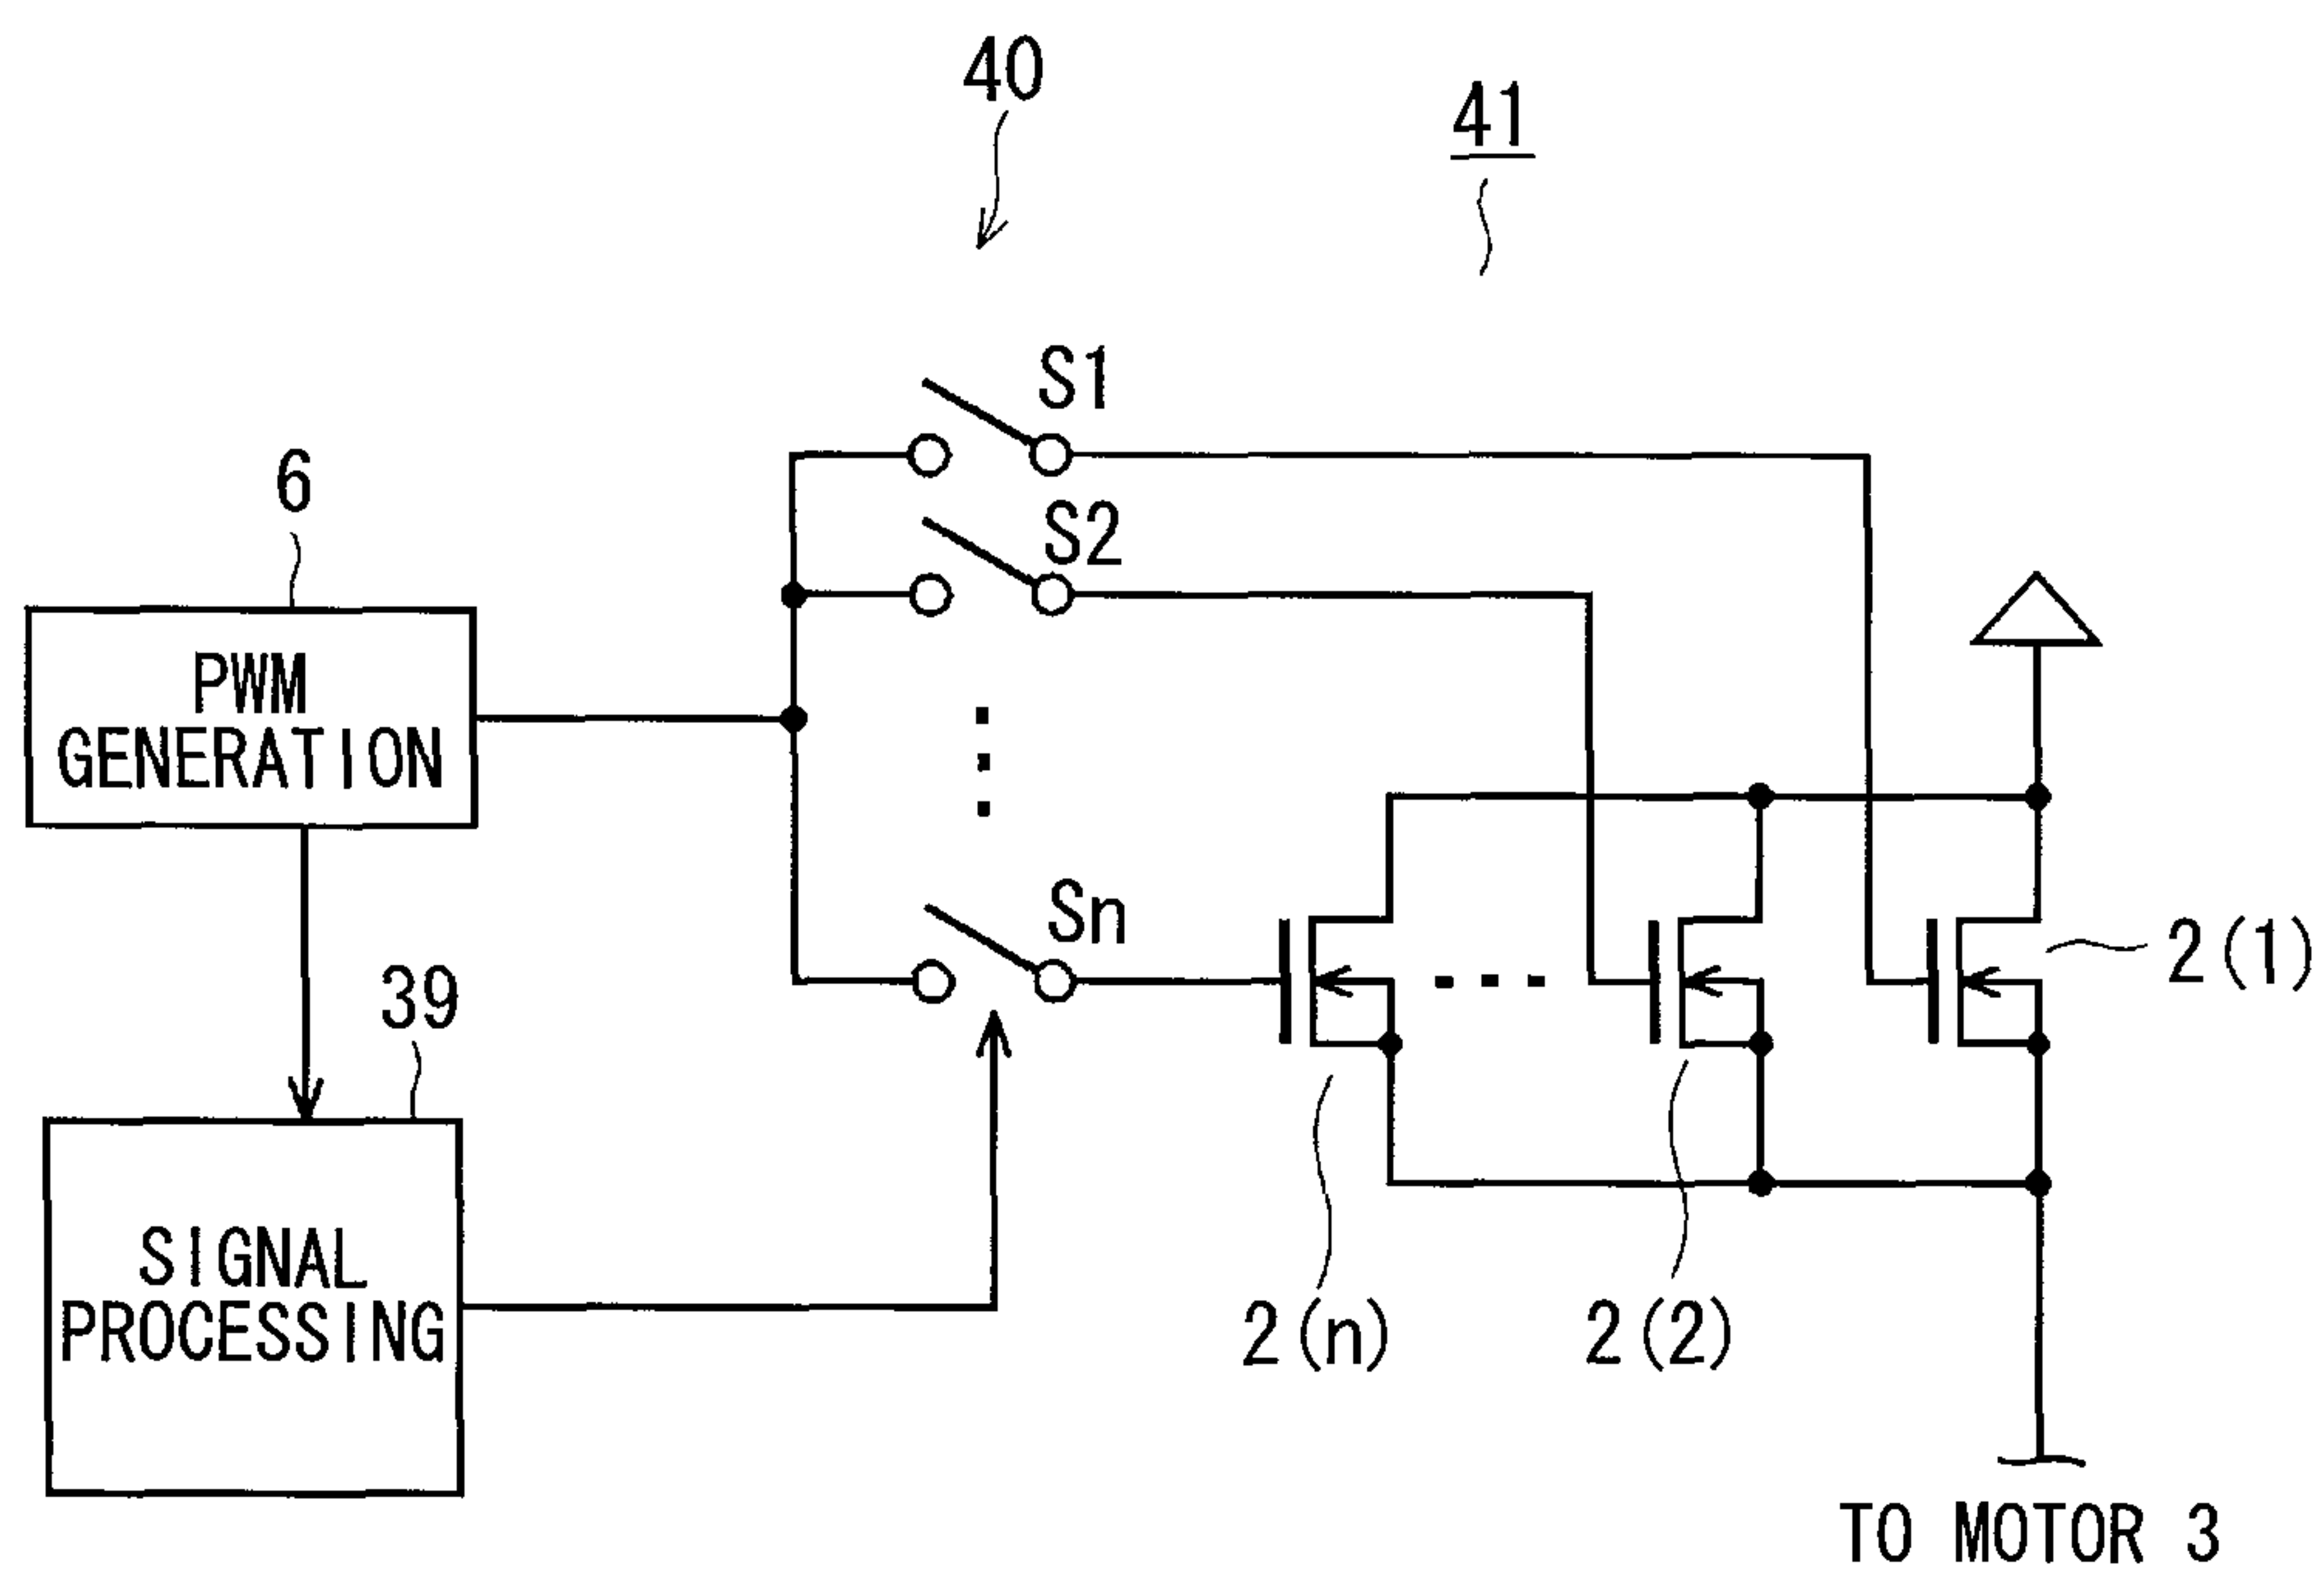 40
41
S1
6
S2
PWM
GENERATION
Sn
2(1)
39
SIGNAL
PROCESSING
2(n)
2(2)
TO MOTOR 3